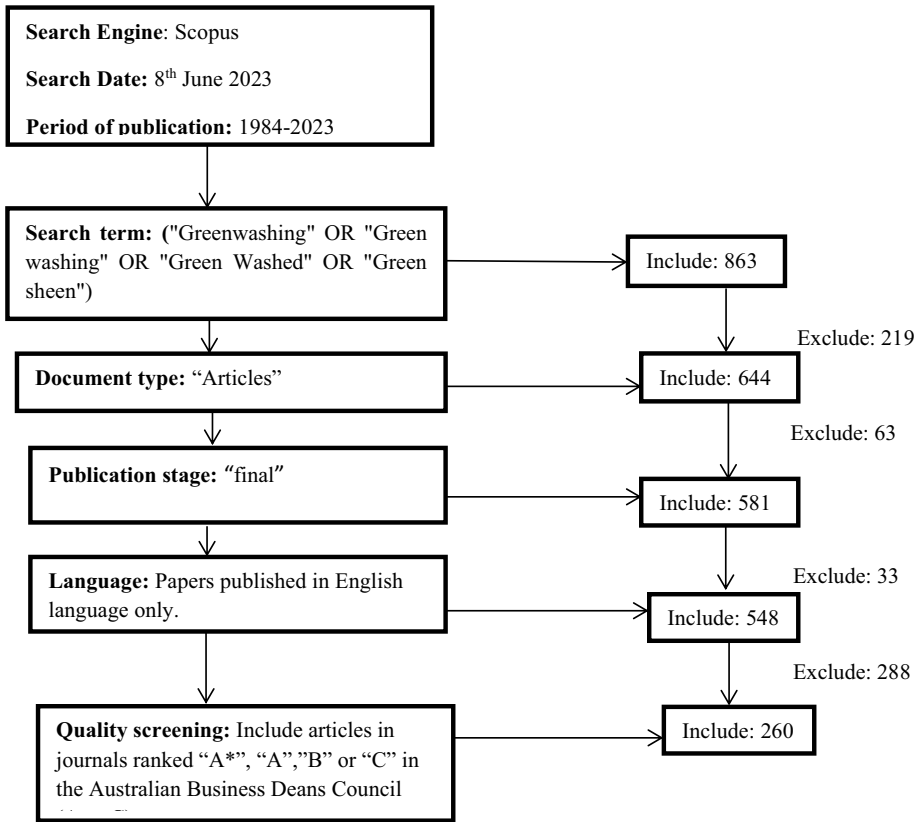 Search Engine: Scopus
Search Date: 8th June 2023
Period of publication: 1984-2023
Search term: ("Greenwashing" OR "Green
washing" OR "Green Washed" OR "Green
sheen")
Include: 863
Exclude: 219
Document type: “Articles”
Include: 644
Exclude: 63
Publication stage: “final”
Include: 581
Exclude: 33
Language: Papers published in English
language only.
Include: 548
Exclude: 288
Quality screening: Include articles in
journals ranked “A*”, “A”,”B” or “C” in
the Australian Business Deans Council
Include: 260